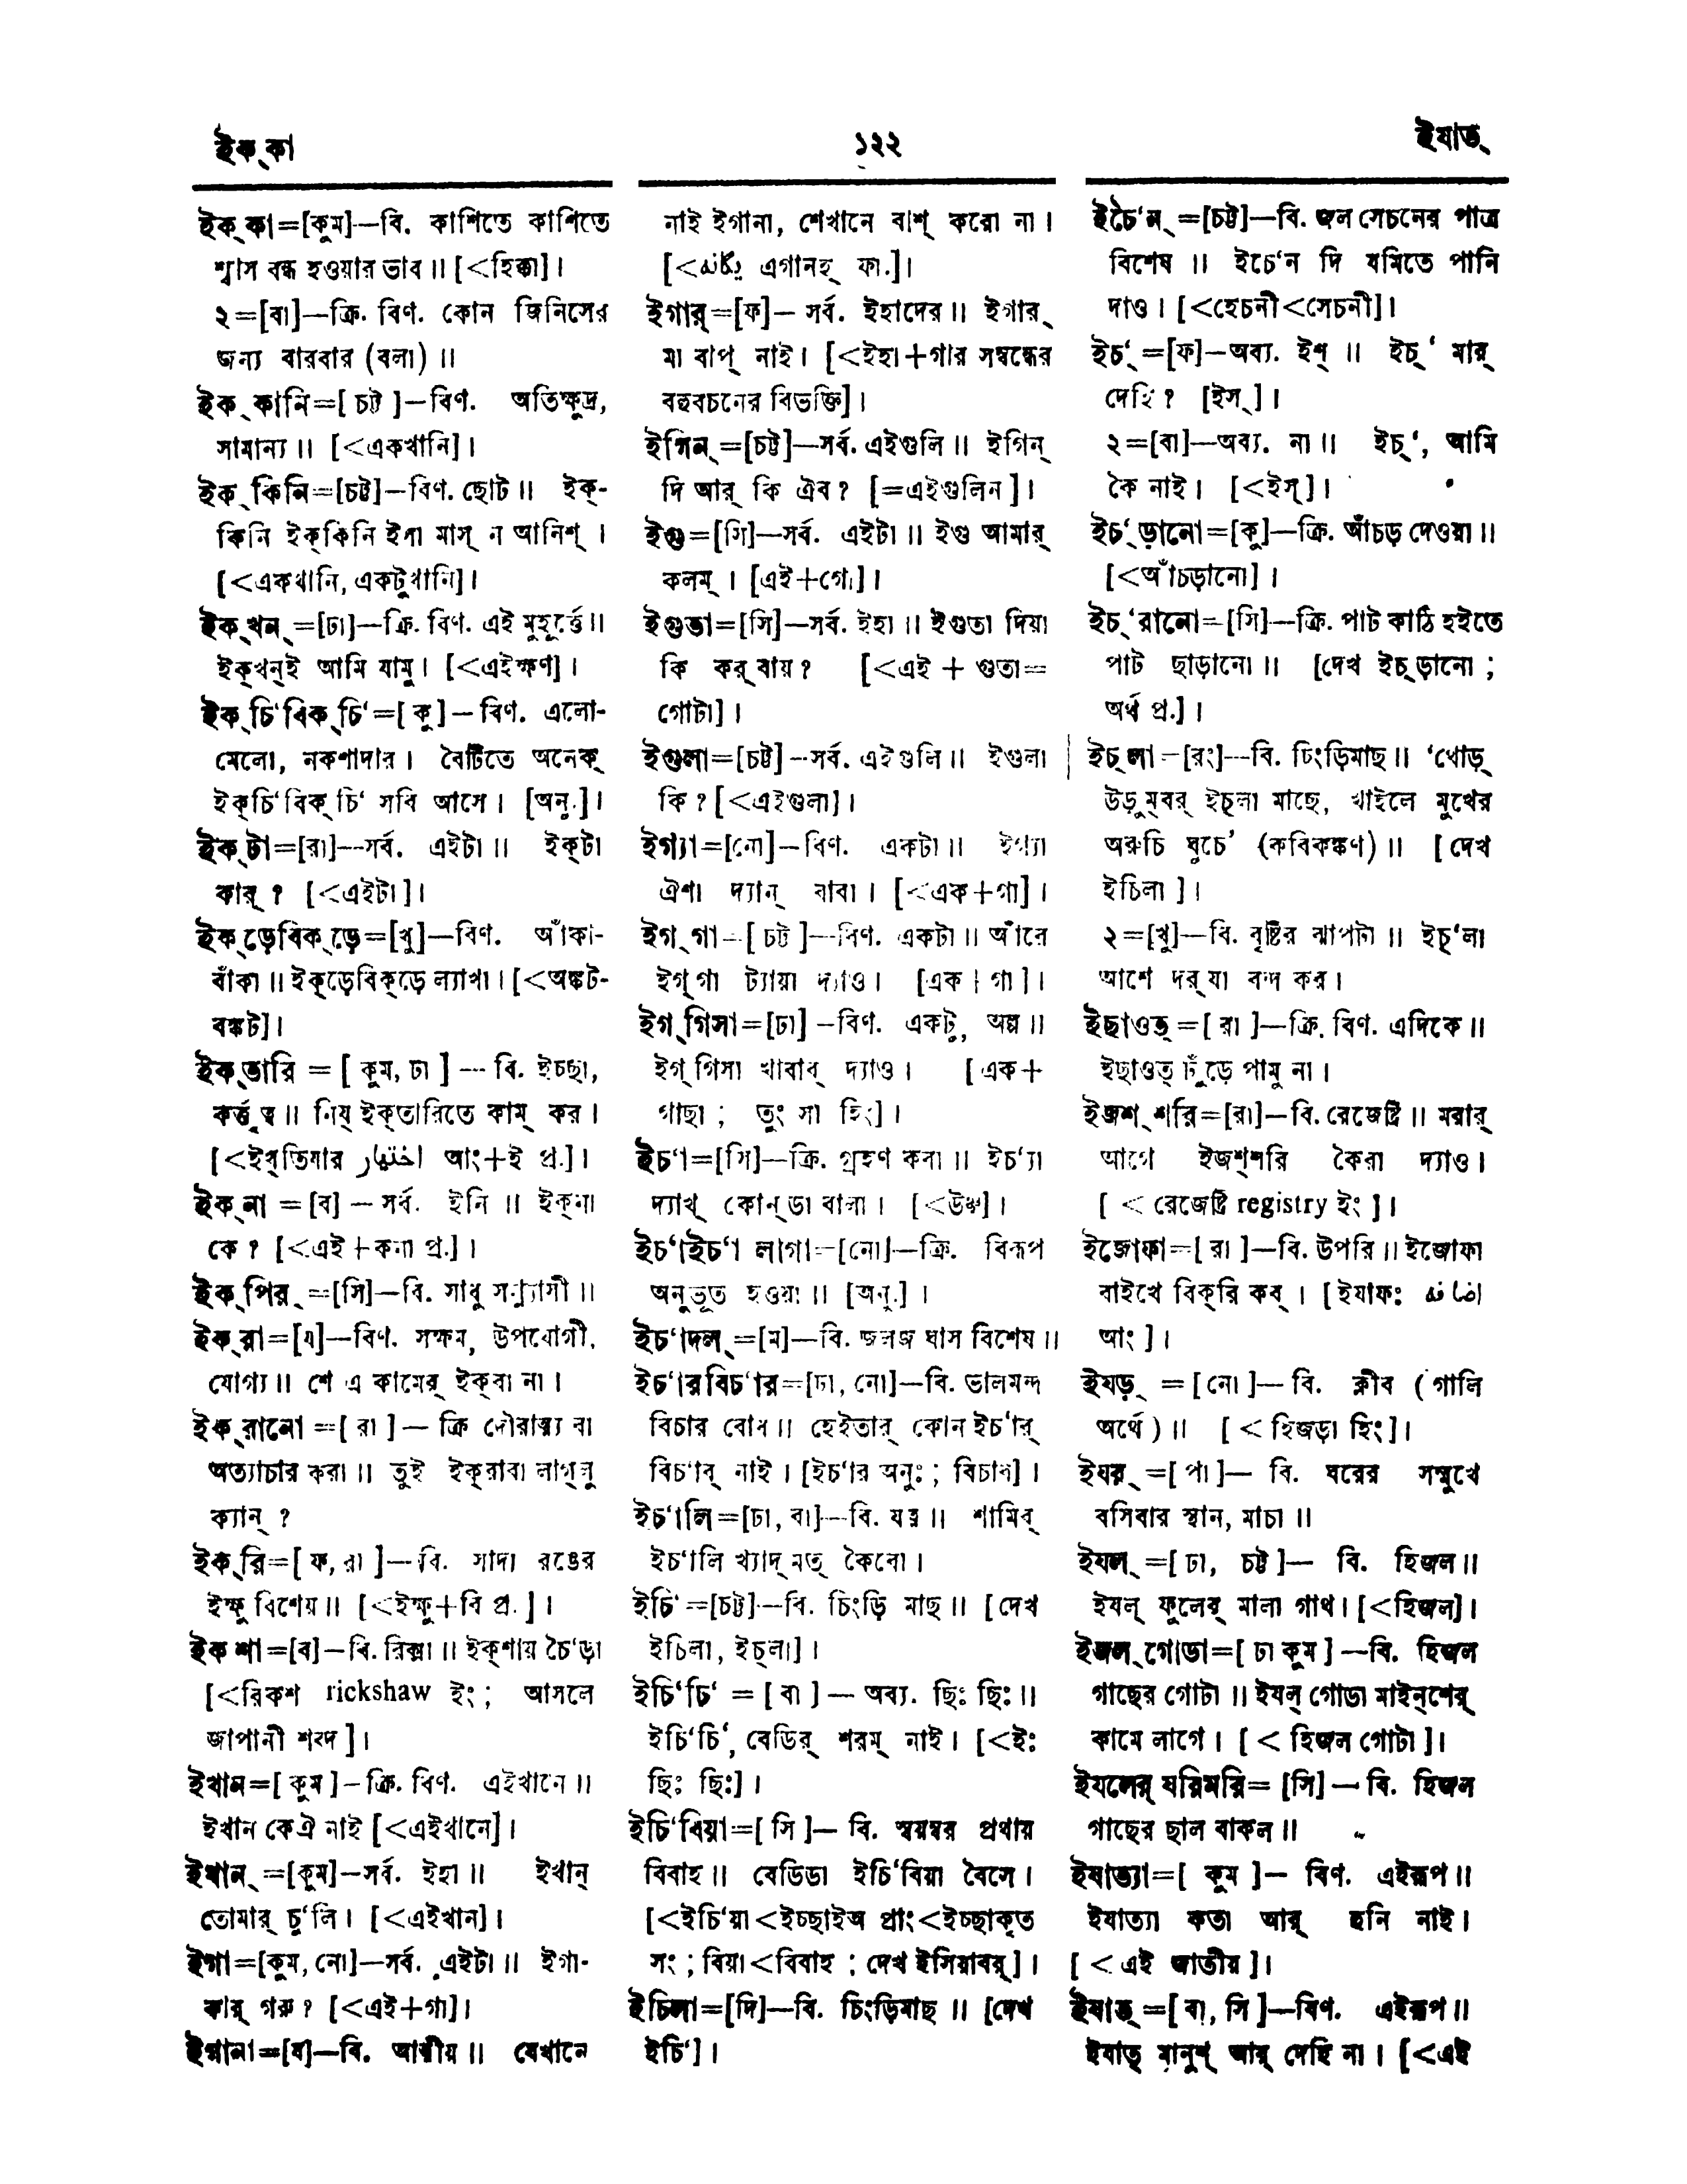 ইক্কা
১২২
ইযাত্
ইক্কা=[কুম]—বি. কাশিতে কাশিতে
শ্বাস বন্ধ হওয়ার ভাব॥ [<হিক্কা]।
২=[বা]—ক্রি. বিণ. কোন জিনিসের
জন্য বারবার (বলা)॥
ইক্কানি=[চট্ট]—বিণ. অতিক্ষুদ্র,
সামান্য॥ [<একখানি]।
ইক্কিনি=[চট্ট]—বিণ. ছোট॥ ইক্-
কিনি ইক্কিনি ইগা মাস্ ন আনিশ্।
[<একখানি, একটুখানি]।
ইক্খন্=[ঢা]—ক্রি. বিণ. এই মুহূর্ত্তে॥
ইক্খন্ই আমি যামু। [<এইক্ষণ]।
ইক্চি‘বিক্চি‘=[কু]—বিণ. এলো-
মেলো, নকশাদার। বৈটিতে অনেক্
ইক্চি‘বিক্চি‘ সবি আসে। [অনু.]।
ইক্টা=[রা]—সর্ব. এইটা॥ ইক্টা
কার্? [<এইটা]।
ইক্ড়েবিক্ড়ে=[খু]—বিণ. আঁকা-
বাঁকা॥ ইক্ড়েবিক্ড়ে ল্যাখা। [<অঙ্কট-
বঙ্কট]।
ইক্তারি = [কুম, ঢা] — বি. ইচছা,
কর্ত্তৃত্ব॥ নিয্ ইক্তারিতে কাম্ কর।
[<ইখ্তিয়ার اختيار আং+ই প্র.]।
ইক্না = [ব] — সর্ব. ইনি॥ ইক্না
কে? [<এই+কনা প্র.]।
ইক্পির্=[সি]—বি. সাধু সন্ন্যাসী॥
ইক্রা=[য]—বিণ. সক্ষম, উপযোগী,
যোগ্য॥ শে এ কামের্ ইক্রা না।
ইক্রানো=[রা]— ক্রি দৌরাত্ম্য বা
অত্যাচার করা॥ তুই ইক্রাবা লাগ্লু
ক্যান্?
ইক্রি=[ফ, রা]—বি. সাদা রঙের
ইক্ষু বিশেষ॥ [<ইক্ষু+রি প্র.]।
ইকশা=[ব]—বি. রিক্সা॥ ইক্শায় চৈ‘ড়া
[<রিকশ rickshaw ইং; আসলে
জাপানী শব্দ]।
ইখান=[কুম]—ক্রি. বিণ. এইখানে॥
ইখান কেঐ নাই [<এইখানে]।
ইখান্=[কুম]—সর্ব. ইহা॥ ইখান্
তোমার্ চু‘লি। [<এইখান]।
ইগা=[কুম, নো]—সর্ব. এইটা॥ ইগা-
কার্ গরু? [<এই+গা]।
ইগানা=[য]—বি. আত্মীয়॥ যেখানে
নাই ইগানা, শেখানে বাশ্ করো না।
[<يگانه এগানহ্ ফা.]।
ইগার্=[ফ]— সর্ব. ইহাদের॥ ইগার্
মা বাপ্ নাই। [<ইহা+গার সম্বন্ধের
বহুবচনের বিভক্তি]।
ইগিন্=[চট্ট]—সর্ব. এইগুলি॥ ইগিন্
দি আর্ কি ঐব? [=এইগুলিন]।
ইগু=[সি]—সর্ব. এইটা॥ ইগু আমার্
কলম্। [এই+গো]।
ইগুতা=[সি]—সর্ব. ইহা॥ ইগুতা দিয়া
কি কর্বায়? [<এই + গুতা=
গোটা]।
ইগুলা=[চট্ট]—সর্ব. এইগুলি॥ ইগুলা
কি? [<এইগুলা]।
ইগ্যা=[নো]—বিণ. একটা॥ ইগ্যা
ঐশা দ্যান্ বাবা। [<এক+গা]।
ইগ্গা=[চট্ট]—বিণ. একটা॥ আঁরে
ইগ্গা ট্যায়া দ্যাও। [এক+গা]।
ইগ্গিসা=[ঢা]—বিণ. একটু, অল্প॥
ইগ্গিসা খাবার্ দ্যাও। [এক+
গাছা; তুং সা হিং]।
ইচ‘া=[সি]—ক্রি. গ্রহণ করা॥ ইচ‘্যা
দ্যাখ্ কোন্ডা বালা। [<উঞ্ছ]।
ইচ‘াইচ‘া লাগা=[নো]—ক্রি. বিরূপ
অনুভূত হওয়া॥ [অনু.]।
ইচ‘াদল্=[ম]—বি. জলজ ঘাস বিশেষ॥
ইচ‘ারবিচ‘ার=[ঢা, নো]—বি. ভালমন্দ
বিচার বোধ॥ হেইতার্ কোন ইচ‘ার্
বিচ‘ার্ নাই। [ইচ‘ার অনুঃ; বিচার]।
ইচ‘ালি=[ঢা, বা]—বি. যত্ন॥ শামির্
ইচ‘ালি খ্যাদ্মত্ কৈরো।
ইচি‘=[চট্ট]—বি. চিংড়ি মাছ॥ [দেখ
ইচিলা, ইচ্লা]।
ইচি‘চি‘ = [বা] — অব্য. ছিঃ ছিঃ॥
ইচি‘চি‘, বেডির্ শরম্ নাই। [<ইঃ
ছিঃ ছিঃ]।
ইচি‘বিয়া=[সি]— বি. স্বয়ম্বর প্রথায়
বিবাহ॥ বেডিডা ইচি‘বিয়া বৈসে।
[<ইচি‘য়া<ইচ্ছাইঅ প্রাং<ইচ্ছাকৃত
সং; বিয়া<বিবাহ; দেখ ইসিয়াবর্]।
ইচিলা=[দি]—বি. চিংড়িমাছ॥ [দেখ
ইচি‘]।
ইচৈ‘ন্=[চট্ট]—বি. জল সেচনের পাত্র
বিশেষ॥ ইচে‘ন দি যমিতে পানি
দাও। [<হেচনী<সেচনী]।
ইচ‘্=[ফ]—অব্য. ইশ্॥ ইচ্‘ মার্
দেহি? [ইস্]।
২=[বা]—অব্য. না॥ ইচ্‘, আমি
কৈ নাই। [<ইস্]।
ইচ‘্ড়ানো=[কু]—ক্রি. আঁচড় দেওয়া॥
[<আঁচড়ানো]।
ইচ্‘রানো=[সি]—ক্রি. পাট কাঠি হইতে
পাট ছাড়ানো॥ [দেখ ইচ্ড়ানো;
অর্থ প্র.]।
ইচ্লা=[রং]—বি. চিংড়িমাছ॥ ‘খোড়্
উড়ুম্বর্ ইচ্লা মাছে, খাইলে মুখের
অরুচি ঘুচে’ (কবিকঙ্কণ)॥ [দেখ
ইচিলা]।
২=[খু]—বি. বৃষ্টির ঝাপটা॥ ইচ্‘লা
আশে দর্যা বন্দ কর।
ইছাওত্=[রা]—ক্রি. বিণ. এদিকে॥
ইছাওত্ ঢুঁড়ে পামু না।
ইজশ্শরি=[রা]—বি. রেজেষ্ট্রি॥ মরার্
আগে ইজশ্শরি কৈরা দ্যাও।
[< রেজেষ্ট্রি registry ইং]।
ইজোফা=[রা]—বি. উপরি॥ ইজোফা
বাইখে বিক্রি কব্। [ইযাফঃ اضافه
আং]।
ইযড়্ = [নো]— বি. ক্লীব (গালি
অর্থে)॥ [< হিজড়া হিং]।
ইযর্=[পা]— বি. ঘরের সম্মুখে
বসিবার স্থান, মাচা॥
ইযল্=[ঢা, চট্ট]— বি. হিজল॥
ইযল্ ফুলের্ মালা গাথ। [<হিজল]।
ইজল্গোডা=[ঢা কুম]—বি. হিজল
গাছের গোটা॥ ইযল্ গোডা মাইন্শের্
কামে লাগে। [< হিজল গোটা]।
ইযলের্ ষরিমরি= [সি] — বি. হিজল
গাছের ছাল বাকল॥
ইযাত্যা=[কুম]— বিণ. এইরূপ॥
ইযাত্যা কতা আর্ হুনি নাই।
[< এই জাতীয়]।
ইযাত্=[বা, সি]—বিণ. এইরূপ॥
ইযাত্ মানুশ্ আর্ দেহি না। [<এই